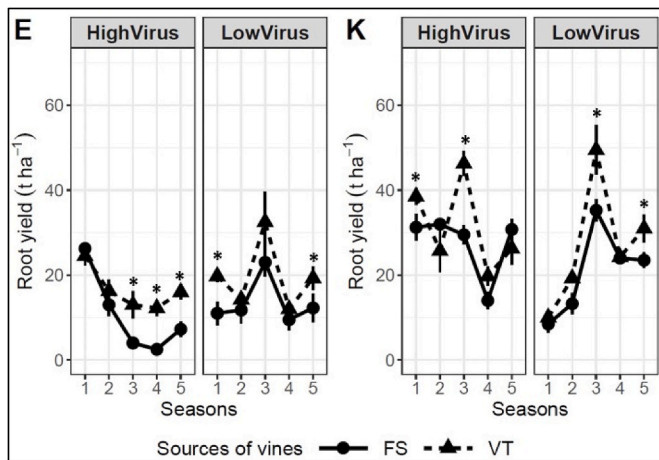 E
HighVirus LowVirus
K
HighVirus LowVirus
Root yield (t ha⁻¹)
60
40
20
0
* * * * *
1 2 3 4 5
1 2 3 4 5
Seasons
Root yield (t ha⁻¹)
60
40
20
0
* * * *
1 2 3 4 5
1 2 3 4 5
Seasons
Sources of vines FS VT